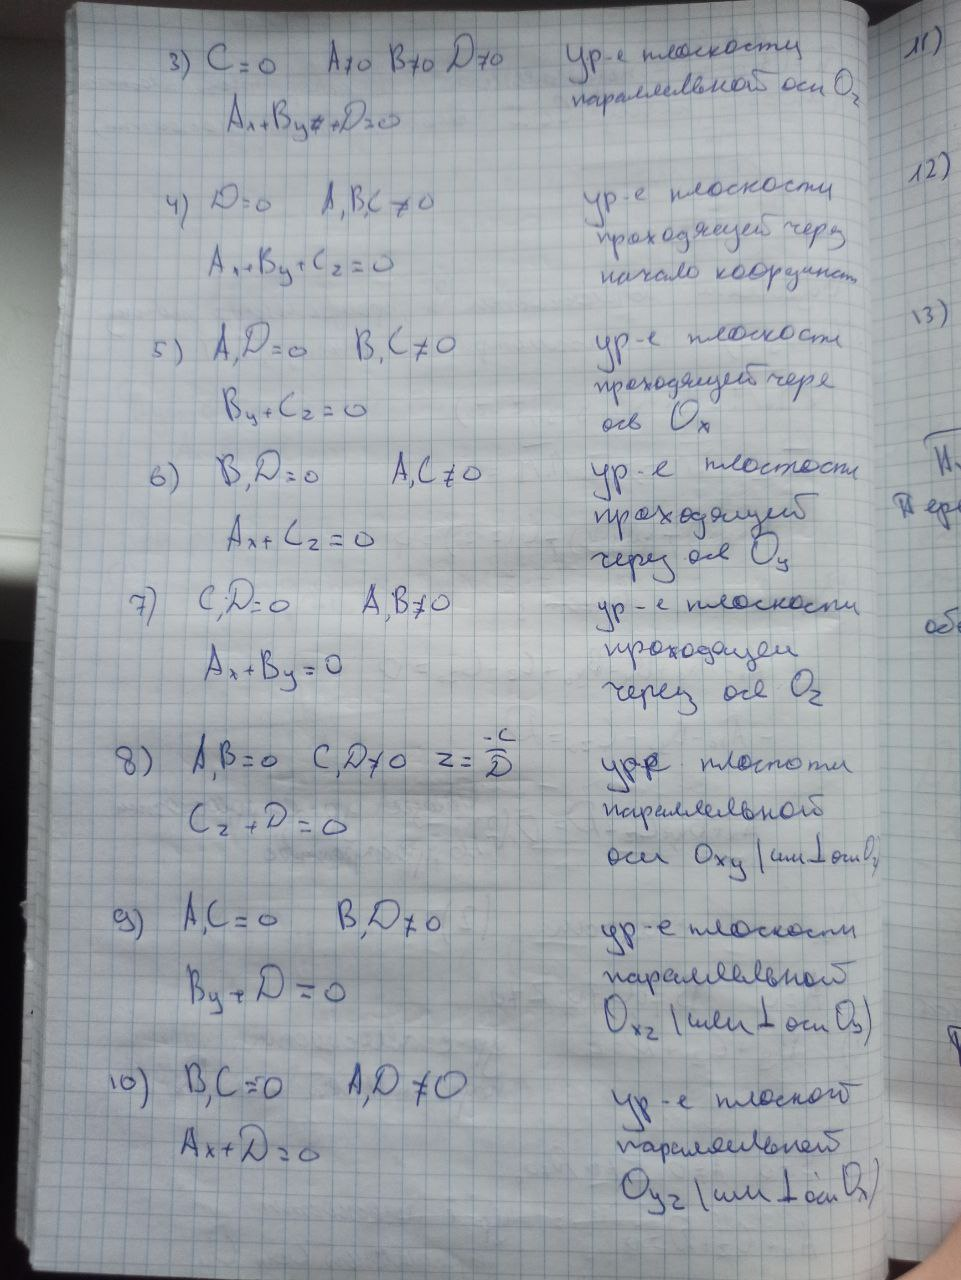 3) C=0 A≠0 B≠0 D≠0 ур-е плоскости
параллельной оси Oz
Ax+By+D=0
4) D=0 A,B,C≠0 ур-е плоскости
проходящей через
Ax+By+Cz=0 начало координат
5) A,D=0 B,C≠0 ур-е плоскости
проходящей чере
By+Cz=0 ось Ox
6) B,D=0 A,C≠0 ур-е плостости
проходящей
Ax+Cz=0 через ося Oy
7) C,D=0 A,B≠0 ур-е плоскости
проходящей
Ax+By=0 через ося Oz
8) A,B=0 C,D≠0 z=-C/D ур-е плоспоти
Cz+D=0 параллельной
оси Oxy (или ⊥ оси Oz
9) A,C=0 B,D≠0 ур-е плоскости
By+D=0 параллельной
Oxz (или ⊥ оси Oy)
10) B,C=0 A,D≠0 ур-е плоской
Ax+D=0 параллельной
Oyz (или ⊥ оси Ox)
11)
12)
13)